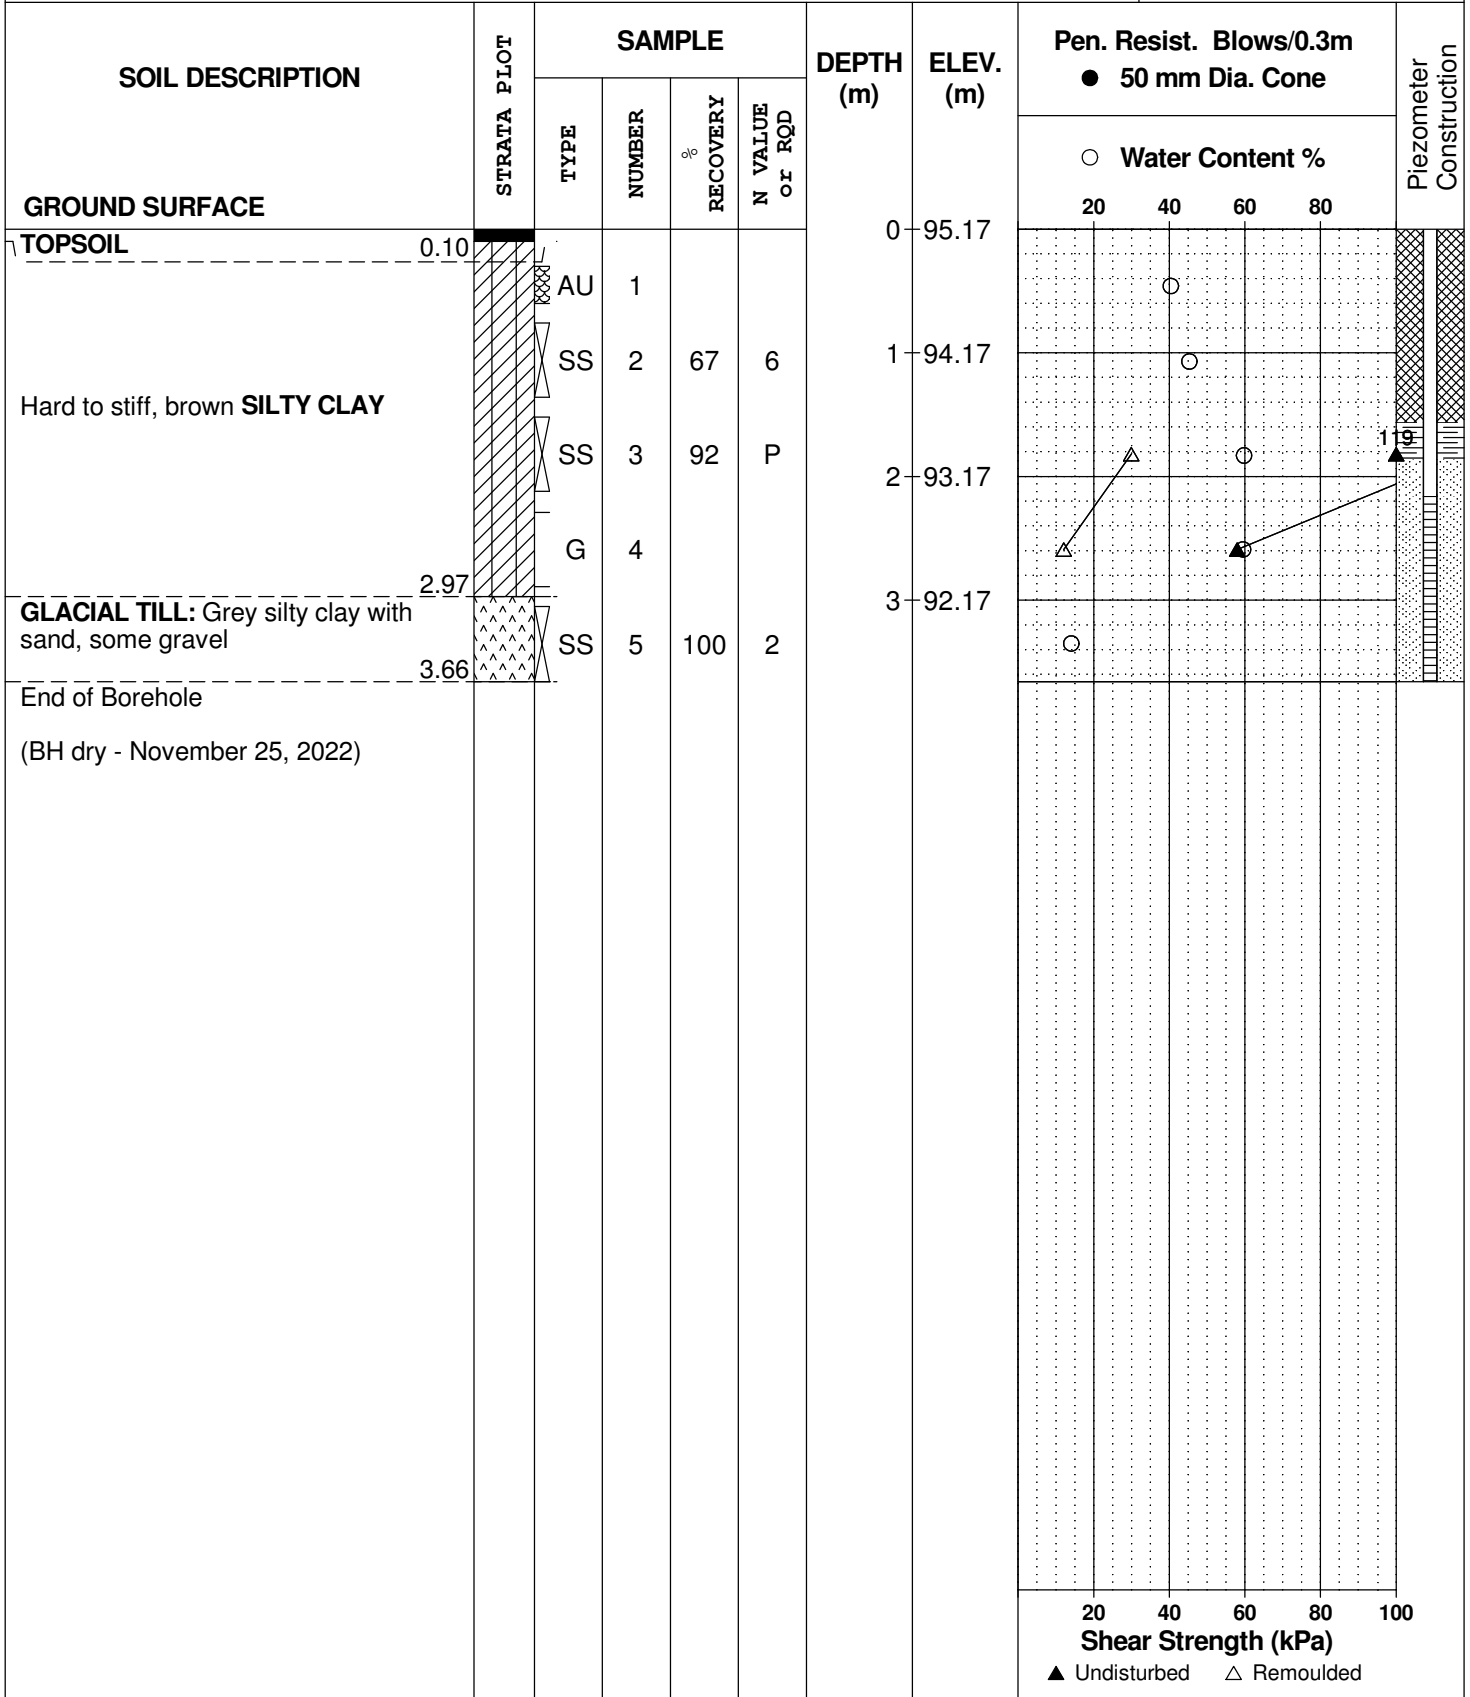 SOIL DESCRIPTION
GROUND SURFACE
STRATA PLOT
SAMPLE
TYPE
NUMBER
% RECOVERY
N VALUE or RQD
DEPTH (m)
ELEV. (m)
Pen. Resist. Blows/0.3m
● 50 mm Dia. Cone
○ Water Content %
20 40 60 80
Piezometer Construction
0 95.17
TOPSOIL 0.10
AU 1
1 94.17
SS 2 67 6
Hard to stiff, brown SILTY CLAY
119
SS 3 92 P
2 93.17
G 4
2.97
3 92.17
GLACIAL TILL: Grey silty clay with
sand, some gravel
SS 5 100 2
3.66
End of Borehole
(BH dry - November 25, 2022)
20 40 60 80 100
Shear Strength (kPa)
▲ Undisturbed △ Remoulded